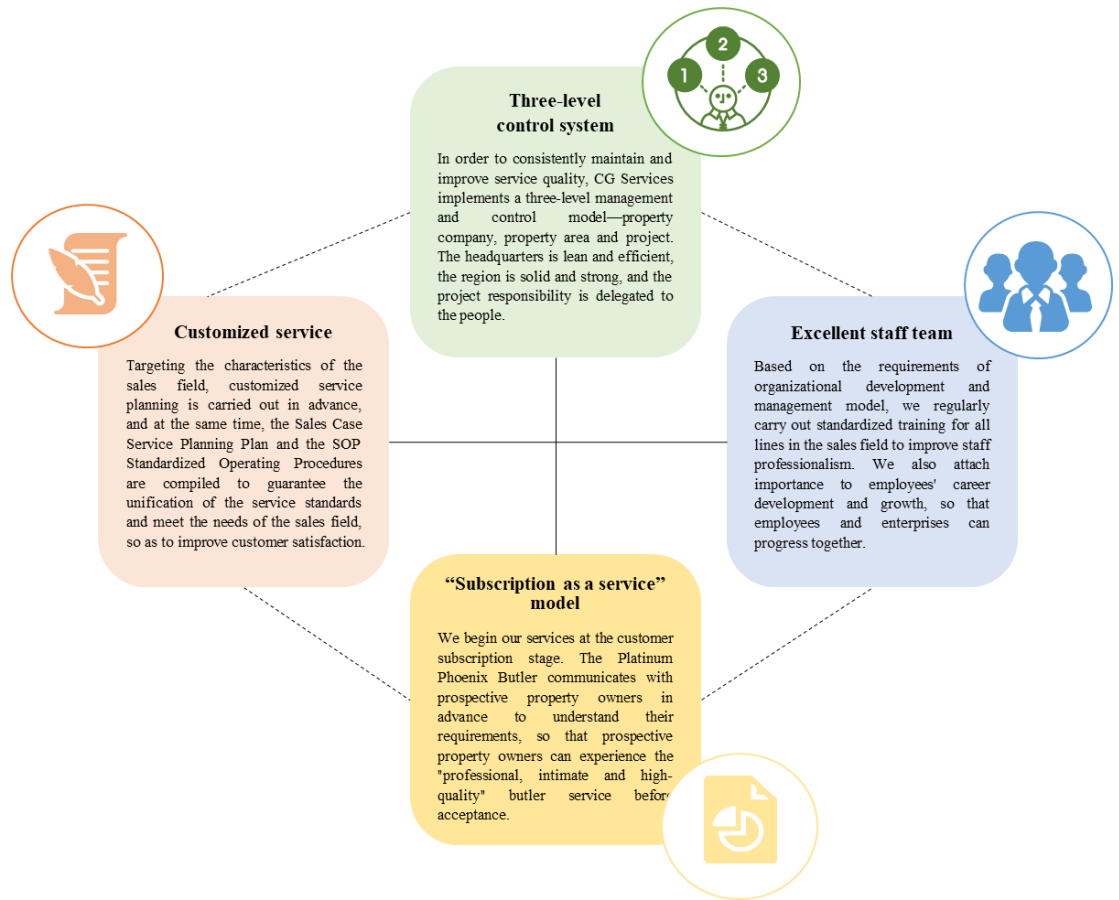 1
2
3
Three-level
control system
In order to consistently maintain and
improve service quality, CG Services
implements a three-level management
and control model—property
company, property area and project.
The headquarters is lean and efficient,
the region is solid and strong, and the
project responsibility is delegated to
the people.
Customized service
Targeting the characteristics of the
sales field, customized service
planning is carried out in advance,
and at the same time, the Sales Case
Service Planning Plan and the SOP
Standardized Operating Procedures
are compiled to guarantee the
unification of the service standards
and meet the needs of the sales field,
so as to improve customer satisfaction.
Excellent staff team
Based on the requirements of
organizational development and
management model, we regularly
carry out standardized training for all
lines in the sales field to improve staff
professionalism. We also attach
importance to employees' career
development and growth, so that
employees and enterprises can
progress together.
“Subscription as a service”
model
We begin our services at the customer
subscription stage. The Platinum
Phoenix Butler communicates with
prospective property owners in
advance to understand their
requirements, so that prospective
property owners can experience the
"professional, intimate and high-
quality" butler service before
acceptance.